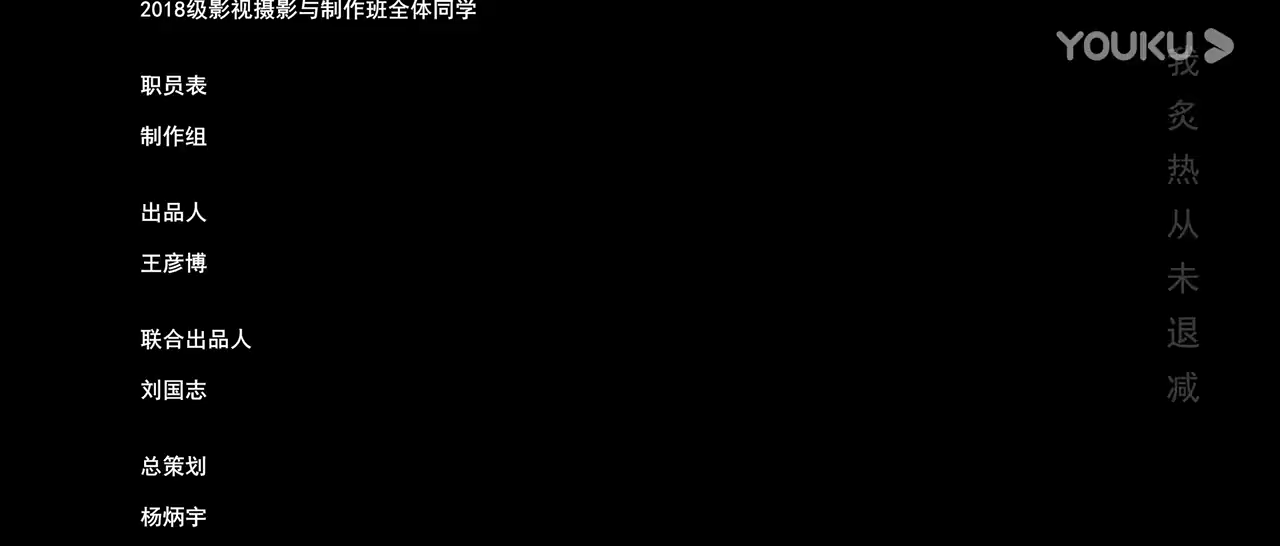 2018级影视摄影与制作班全体同学
职员表
制作组
出品人
王彦博
联合出品人
刘国志
总策划
杨炳宇
YOUKU
我炙热从未退减